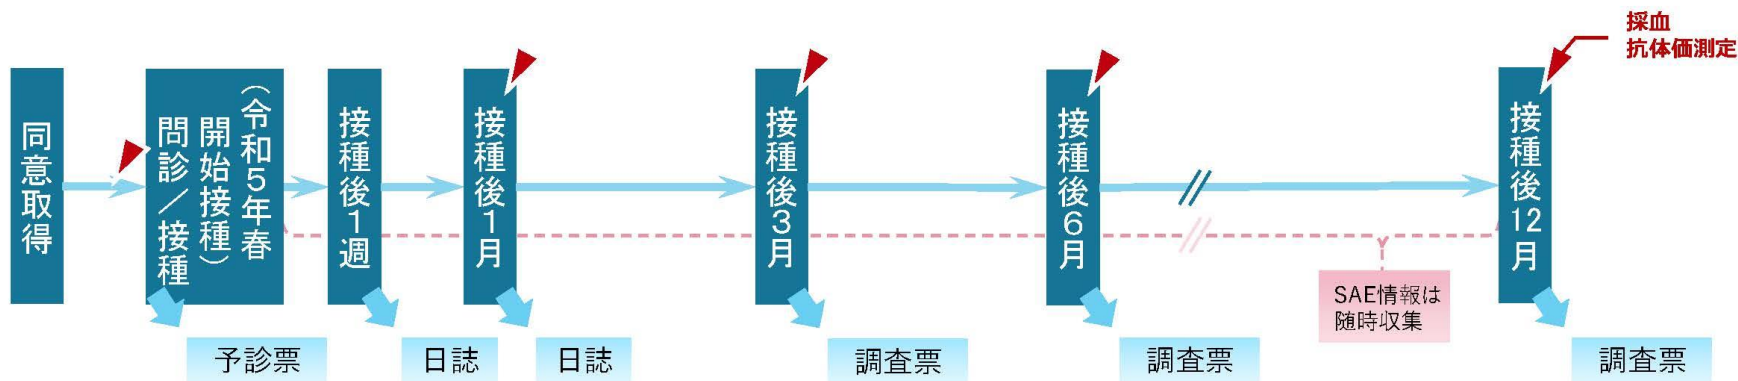 採血
抗体価測定
同意取得
問診／接種
(令和5年春
開始接種)
接種後1週
接種後1月
接種後3月
接種後6月
接種後12月
SAE情報は
随時収集
予診票
日誌
日誌
調査票
調査票
調査票